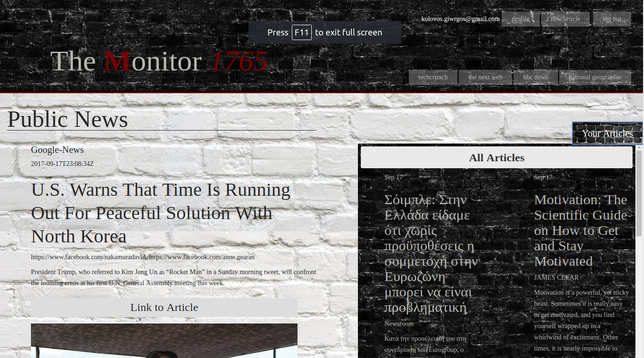 Press F11 to exit full screen
kolovos.giwrgos@gmail.com profile new article log out
The Monitor 1765
techcrunch the next web bbc news national geographic
Public News
Your Articles
Google-News
2017-09-17T23:08:34Z
U.S. Warns That Time Is Running
Out For Peaceful Solution With
North Korea
https://www.facebook.com/nakamuradavid, https://www.facebook.com/anne.gearan
President Trump, who referred to Kim Jong Un as “Rocket Man” in a Sunday morning tweet, will confront
the looming crisis at his first U.N. General Assembly meeting this week.
Link to Article
All Articles
Sep 17
Σόιμπλε: Στην
Ελλάδα είδαμε
ότι χωρίς
προϋποθέσεις η
συμμετοχή στην
Ευρωζώνη
μπορεί να είναι
προβληματική
Newsroom
Κατά την προσέλευσή του στη
συνεδρίαση του Eurogroup, ο
Sep 17
Motivation: The
Scientific Guide
on How to Get
and Stay
Motivated
JAMES CLEAR
Motivation is a powerful, yet tricky
beast. Sometimes it is really easy
to get motivated, and you find
yourself wrapped up in a
whirlwind of excitement. Other
times, it is nearly impossible to